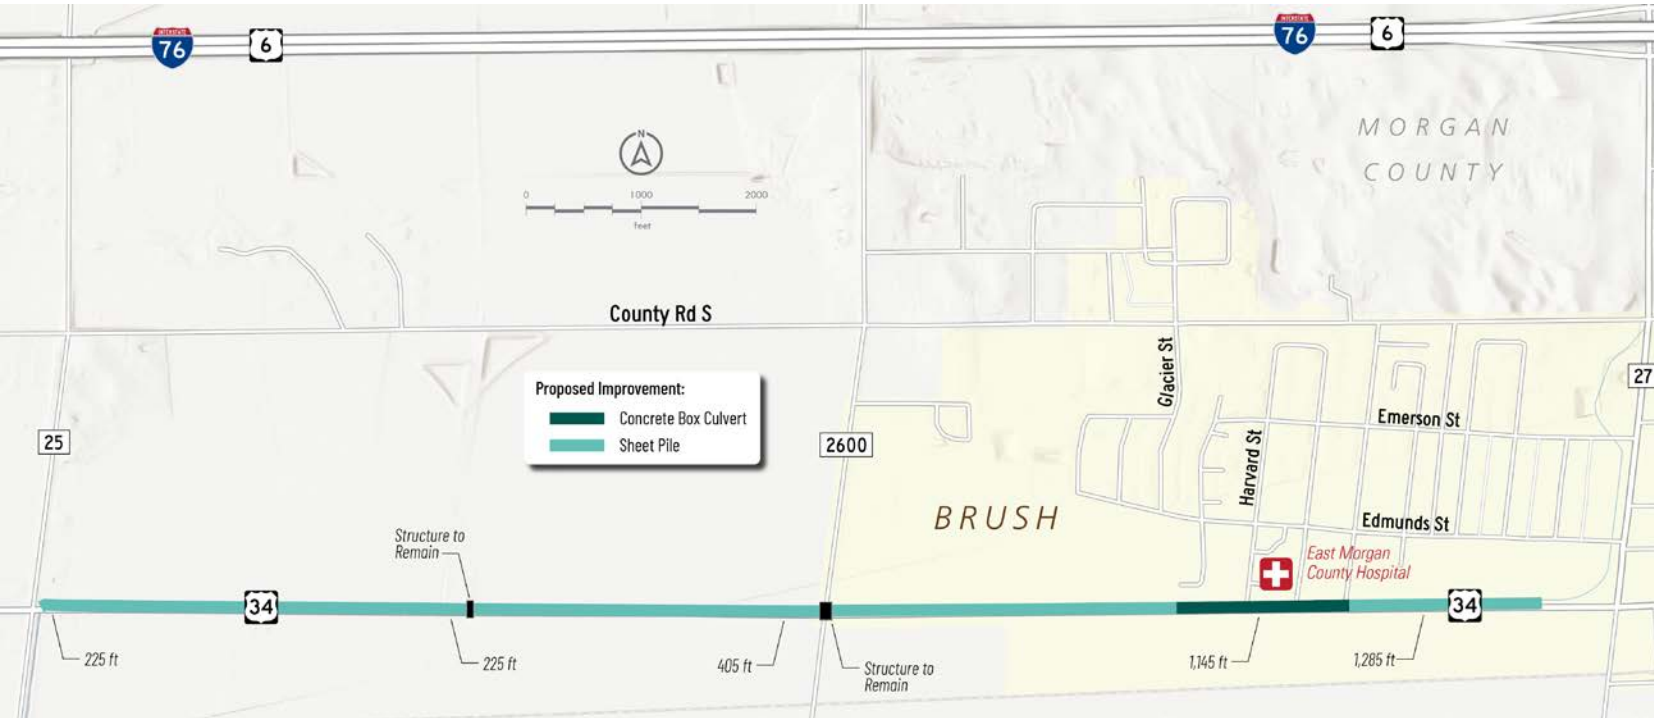 INTERSTATE
76
6
INTERSTATE
76
6
MORGAN
COUNTY
N
0 1000 2000
feet
County Rd S
Glacier St
Proposed Improvement:
Concrete Box Culvert
Sheet Pile
27
25
2600
Emerson St
Harvard St
BRUSH
Edmunds St
Structure to
Remain
East Morgan
County Hospital
34
34
225 ft
225 ft
405 ft
Structure to
Remain
1,145 ft
1,285 ft